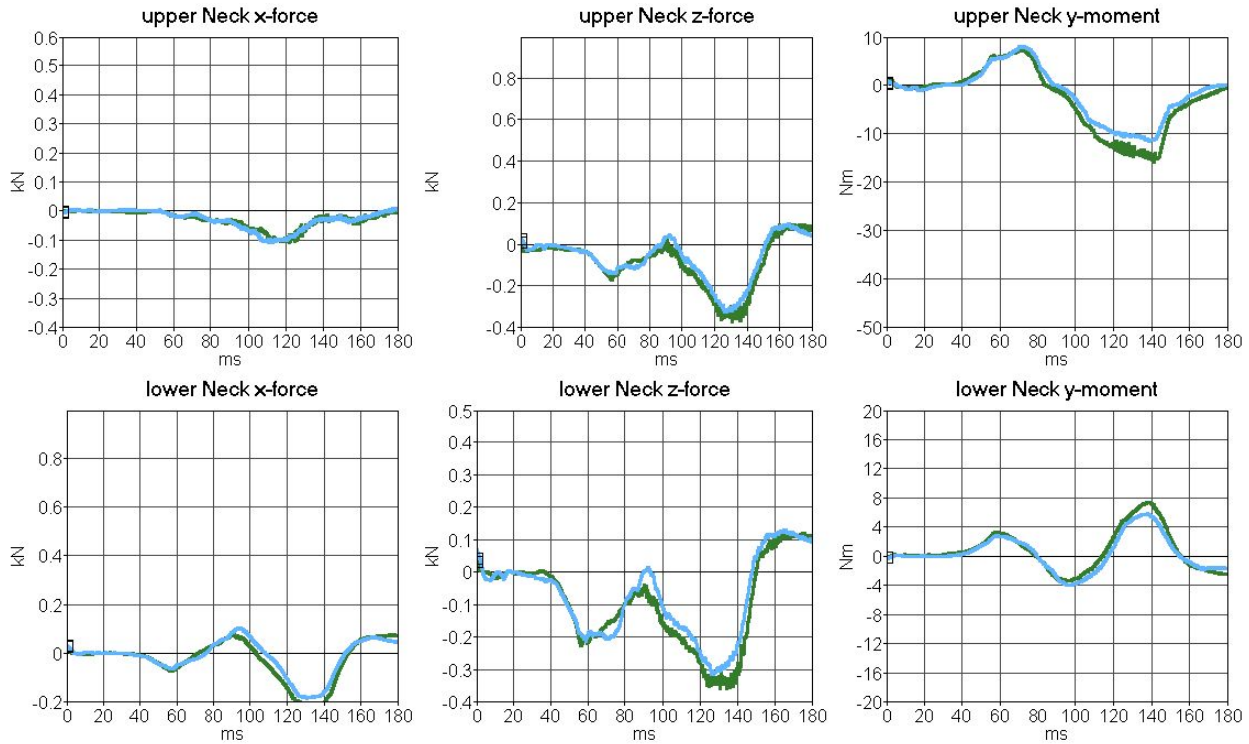 upper Neck x-force
0.6
0.5
0.4
0.3
0.2
0.1
0
-0.1
-0.2
-0.3
-0.4
kN
0 20 40 60 80 100 120 140 160 180
ms
upper Neck z-force
0.8
0.6
0.4
0.2
0
-0.2
-0.4
kN
0 20 40 60 80 100 120 140 160 180
ms
upper Neck y-moment
10
0
-10
-20
-30
-40
-50
Nm
0 20 40 60 80 100 120 140 160 180
ms
lower Neck x-force
0.8
0.6
0.4
0.2
0
-0.2
kN
0 20 40 60 80 100 120 140 160 180
ms
lower Neck z-force
0.5
0.4
0.3
0.2
0.1
0
-0.1
-0.2
-0.3
-0.4
kN
0 20 40 60 80 100 120 140 160 180
ms
lower Neck y-moment
20
16
12
8
4
0
-4
-8
-12
-16
-20
Nm
0 20 40 60 80 100 120 140 160 180
ms